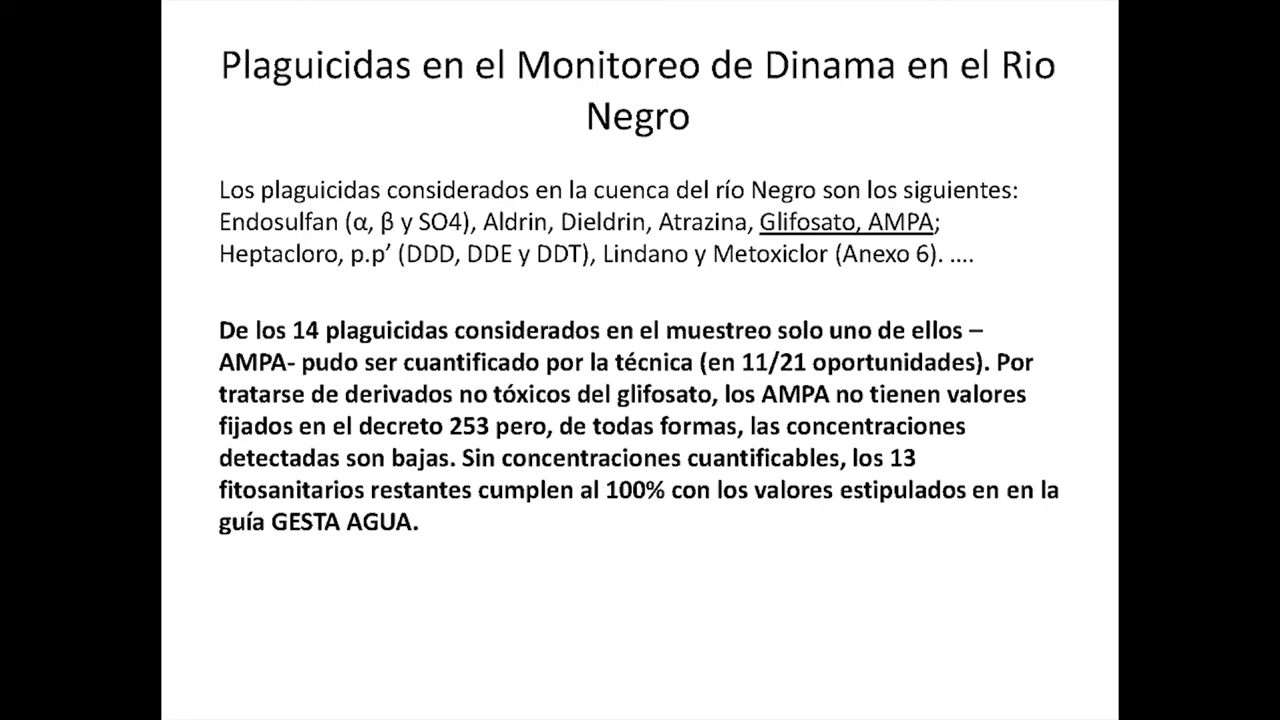 Plaguicidas en el Monitoreo de Dinama en el Rio
Negro
Los plaguicidas considerados en la cuenca del río Negro son los siguientes:
Endosulfan (α, β y SO4), Aldrin, Dieldrin, Atrazina, Glifosato, AMPA;
Heptacloro, p.p’ (DDD, DDE y DDT), Lindano y Metoxiclor (Anexo 6). ....
De los 14 plaguicidas considerados en el muestreo solo uno de ellos –
AMPA- pudo ser cuantificado por la técnica (en 11/21 oportunidades). Por
tratarse de derivados no tóxicos del glifosato, los AMPA no tienen valores
fijados en el decreto 253 pero, de todas formas, las concentraciones
detectadas son bajas. Sin concentraciones cuantificables, los 13
fitosanitarios restantes cumplen al 100% con los valores estipulados en en la
guía GESTA AGUA.